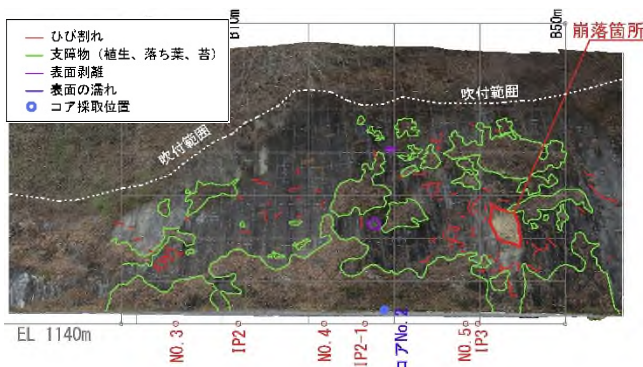 B10m
B50m
崩落箇所
ひび割れ
支障物（植生、落ち葉、苔）
表面剥離
表面の濡れ
コア採取位置
吹付範囲
吹付範囲
EL 1140m
NO.3
IP2
NO.4
IP2-1
コアNo.2
NO.5
IP3